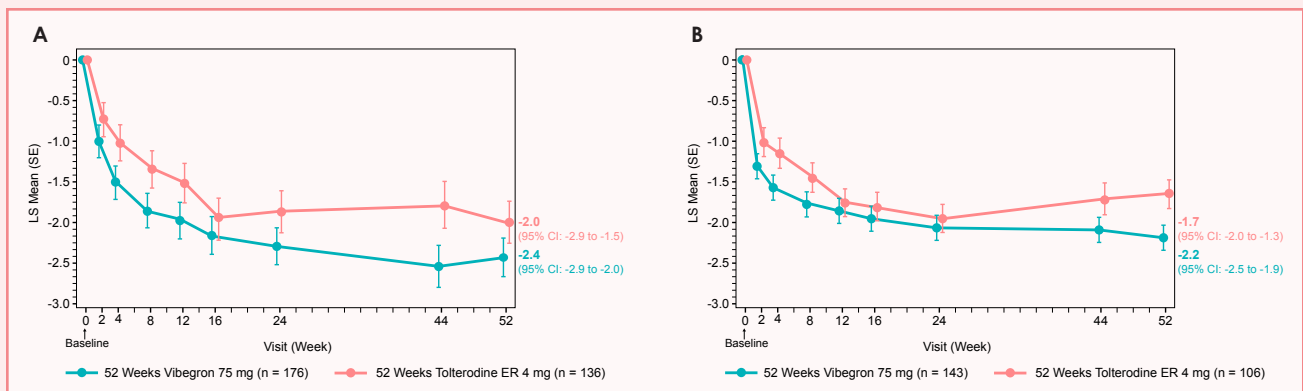 A
0
-0.5
-1.0
-1.5
-2.0
-2.5
-3.0
LS Mean (SE)
-2.0
(95% CI: -2.9 to -1.5)
-2.4
(95% CI: -2.9 to -2.0)
0 2 4 8 12 16 24 44 52
Baseline
Visit (Week)
52 Weeks Vibegron 75 mg (n = 176) 52 Weeks Tolterodine ER 4 mg (n = 136)
B
0
-0.5
-1.0
-1.5
-2.0
-2.5
-3.0
LS Mean (SE)
-1.7
(95% CI: -2.0 to -1.3)
-2.2
(95% CI: -2.5 to -1.9)
0 2 4 8 12 16 24 44 52
Baseline
Visit (Week)
52 Weeks Vibegron 75 mg (n = 143) 52 Weeks Tolterodine ER 4 mg (n = 106)